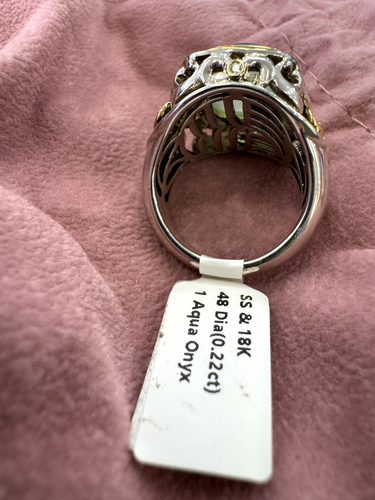 SS & 18K
48 Dia(0.22ct)
1 Aqua Onyx